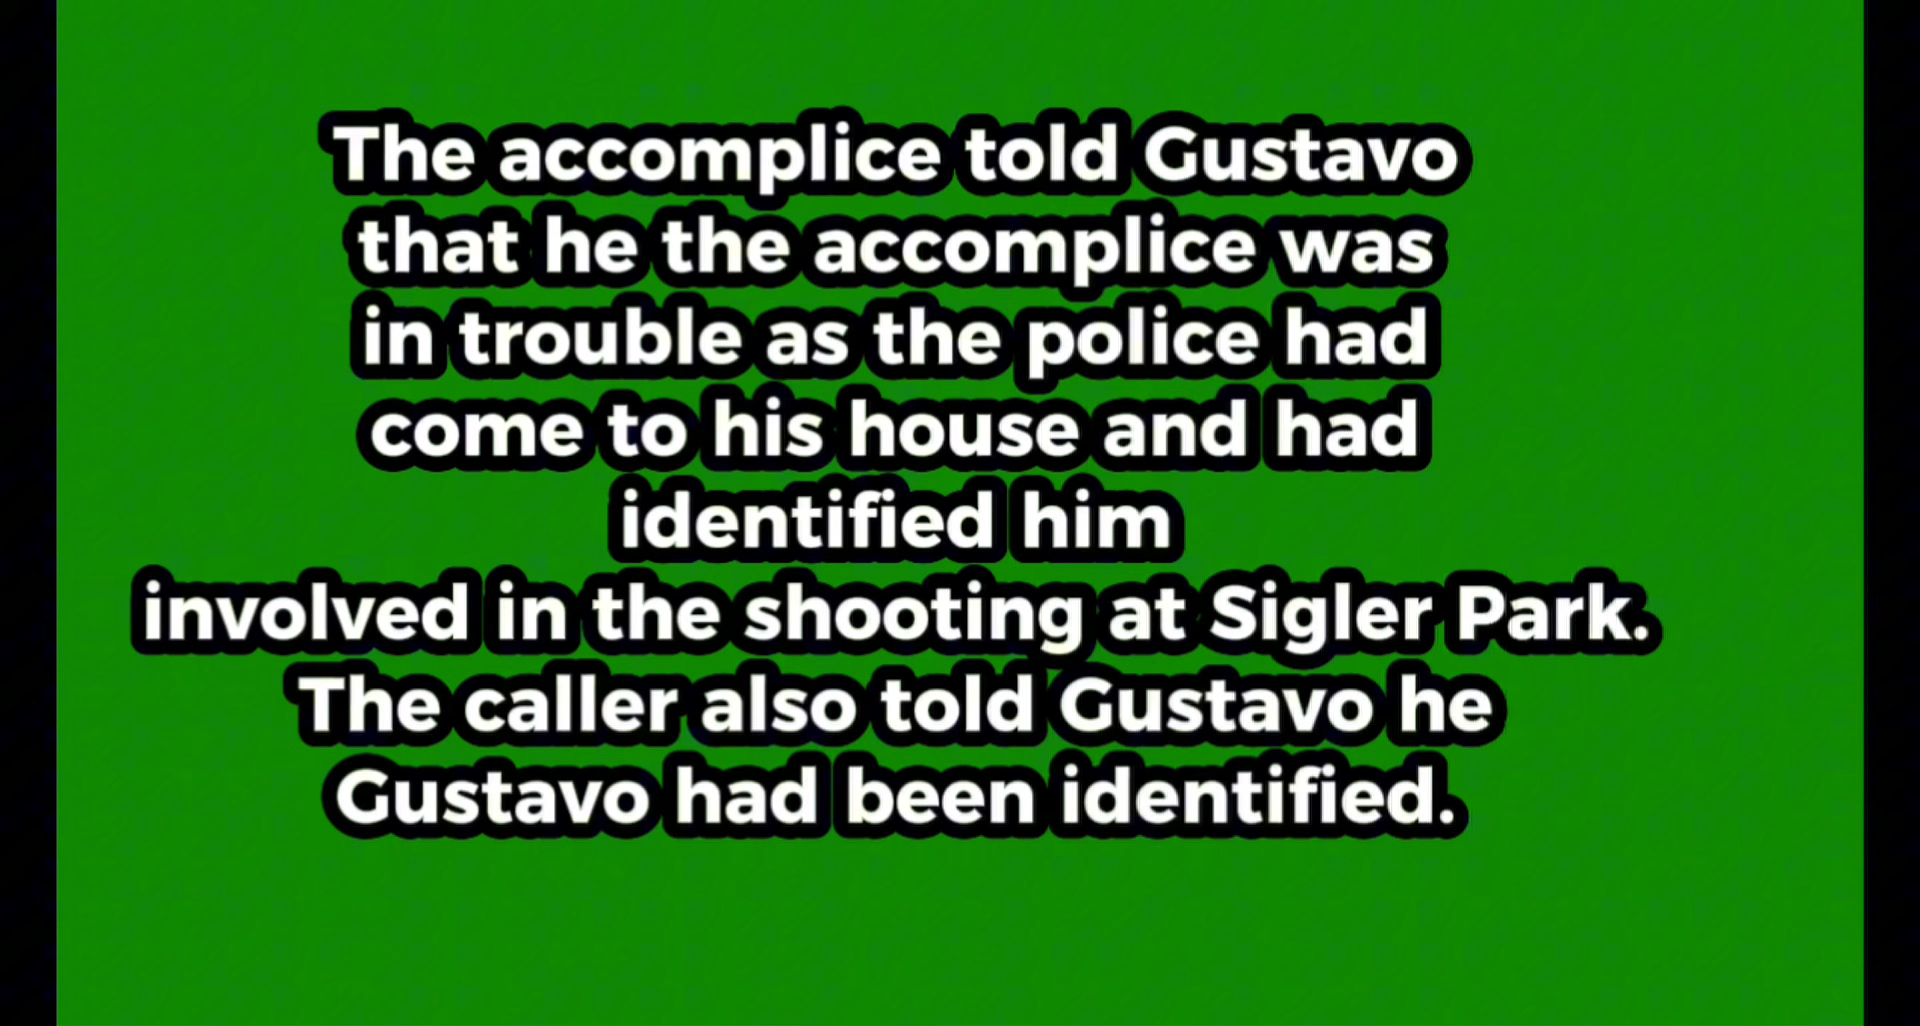 The accomplice told Gustavo
that he the accomplice was
in trouble as the police had
come to his house and had
identified him
involved in the shooting at Sigler Park.
The caller also told Gustavo he
Gustavo had been identified.